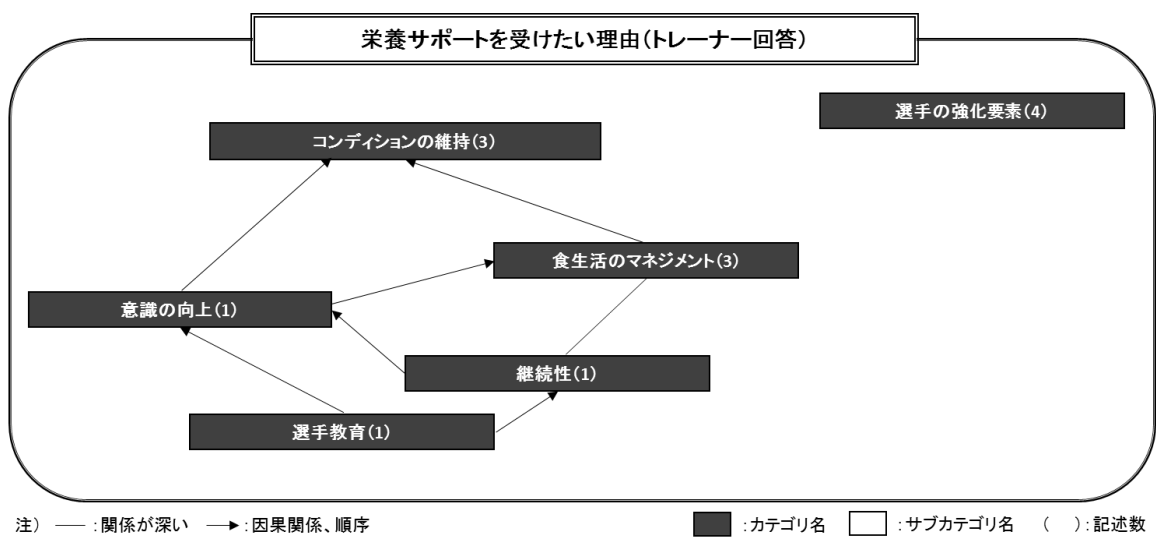 栄養サポートを受けたい理由(トレーナー回答)
選手の強化要素(4)
コンディションの維持(3)
食生活のマネジメント(3)
意識の向上(1)
継続性(1)
選手教育(1)
注) ── :関係が深い ─→ :因果関係、順序 :カテゴリ名 :サブカテゴリ名 ( ):記述数